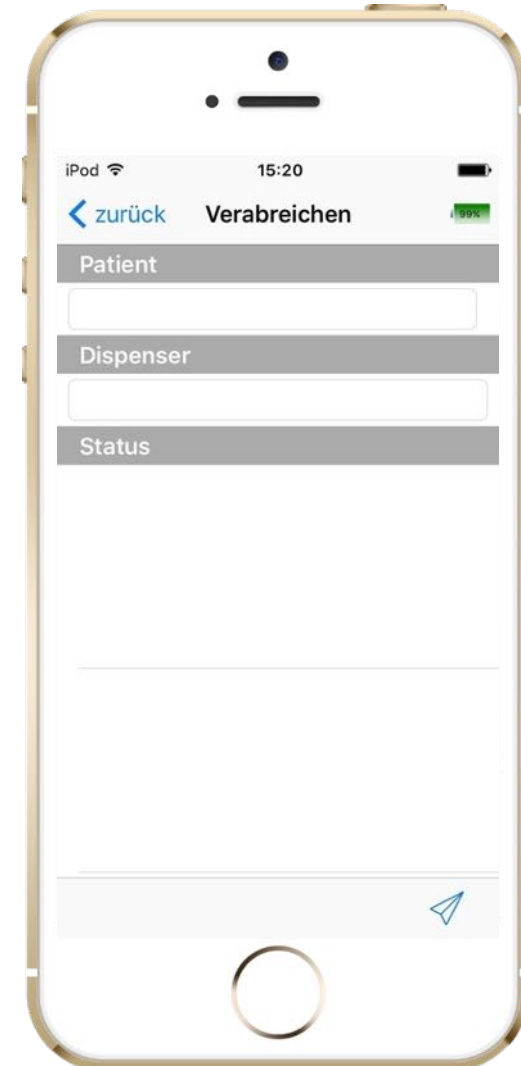 iPod 15:20
zurück Verabreichen 99%
Patient
Dispenser
Status